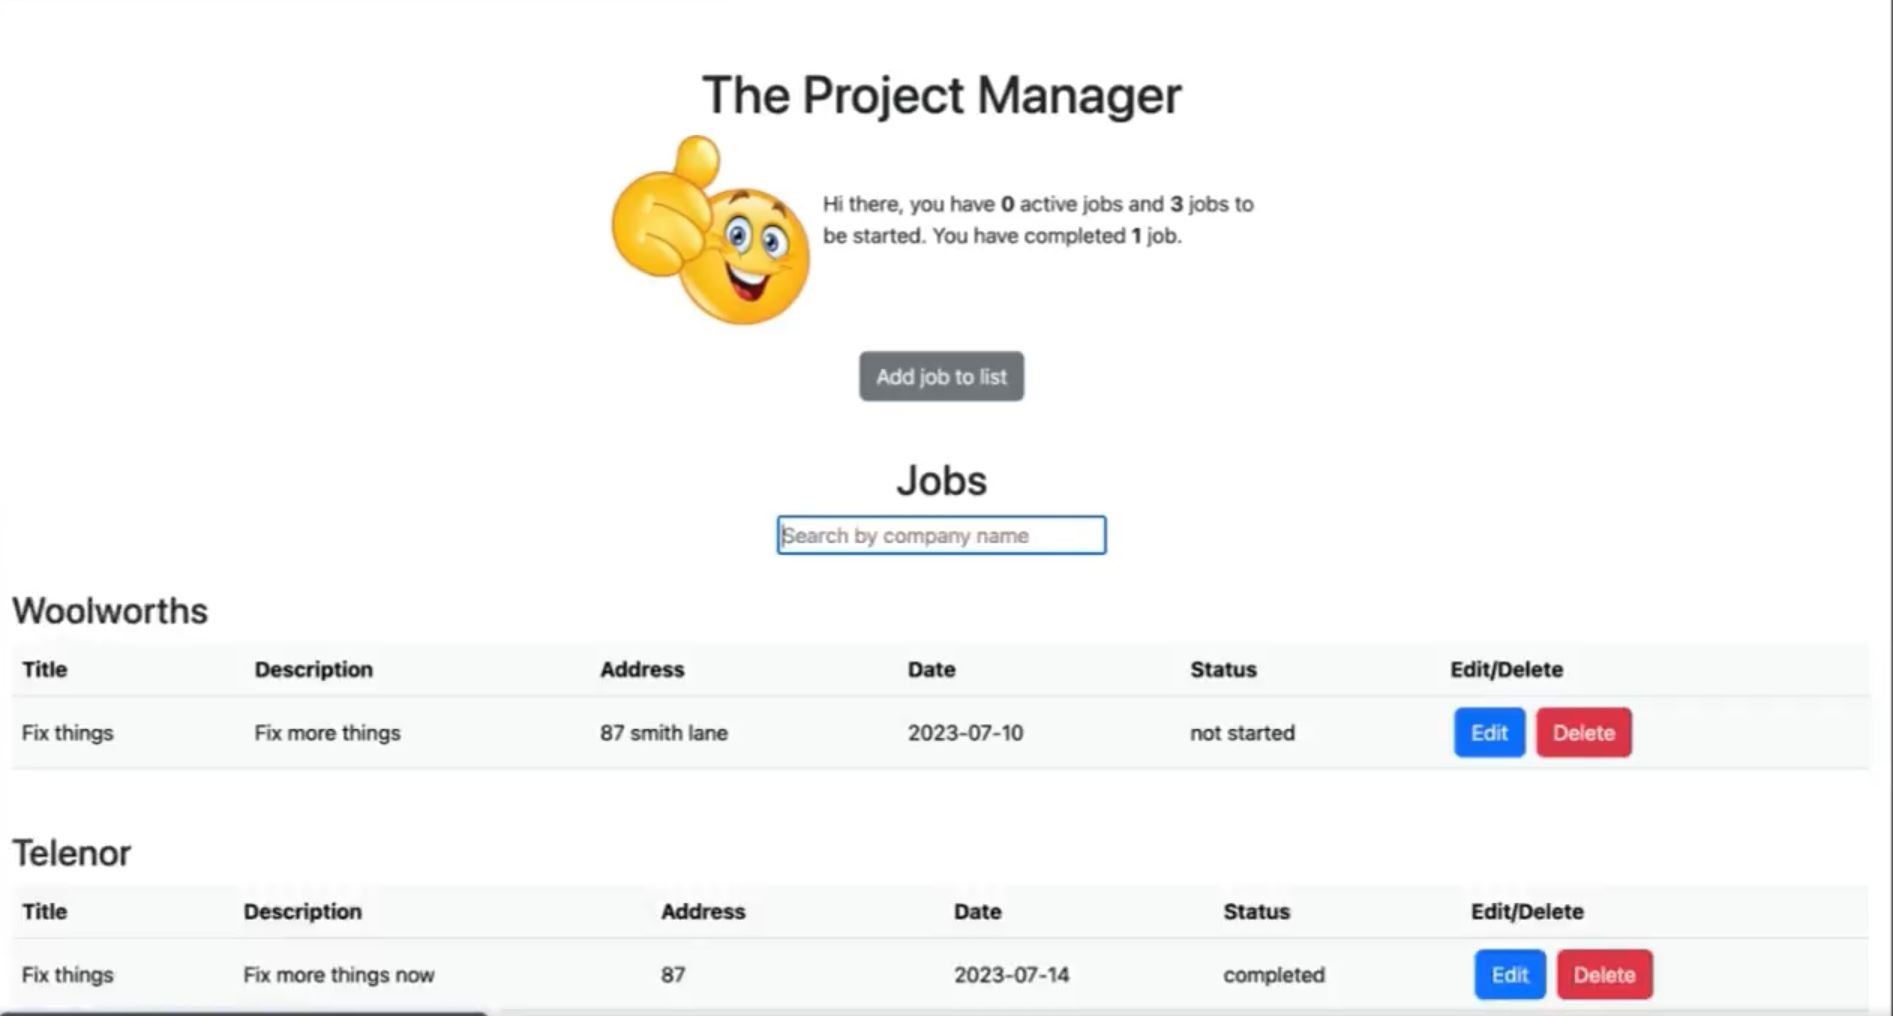 The Project Manager
Hi there, you have 0 active jobs and 3 jobs to
be started. You have completed 1 job.
Add job to list
Jobs
Search by company name
Woolworths
Title Description Address Date Status Edit/Delete
Fix things Fix more things 87 smith lane 2023-07-10 not started Edit Delete
Telenor
Title Description Address Date Status Edit/Delete
Fix things Fix more things now 87 2023-07-14 completed Edit Delete